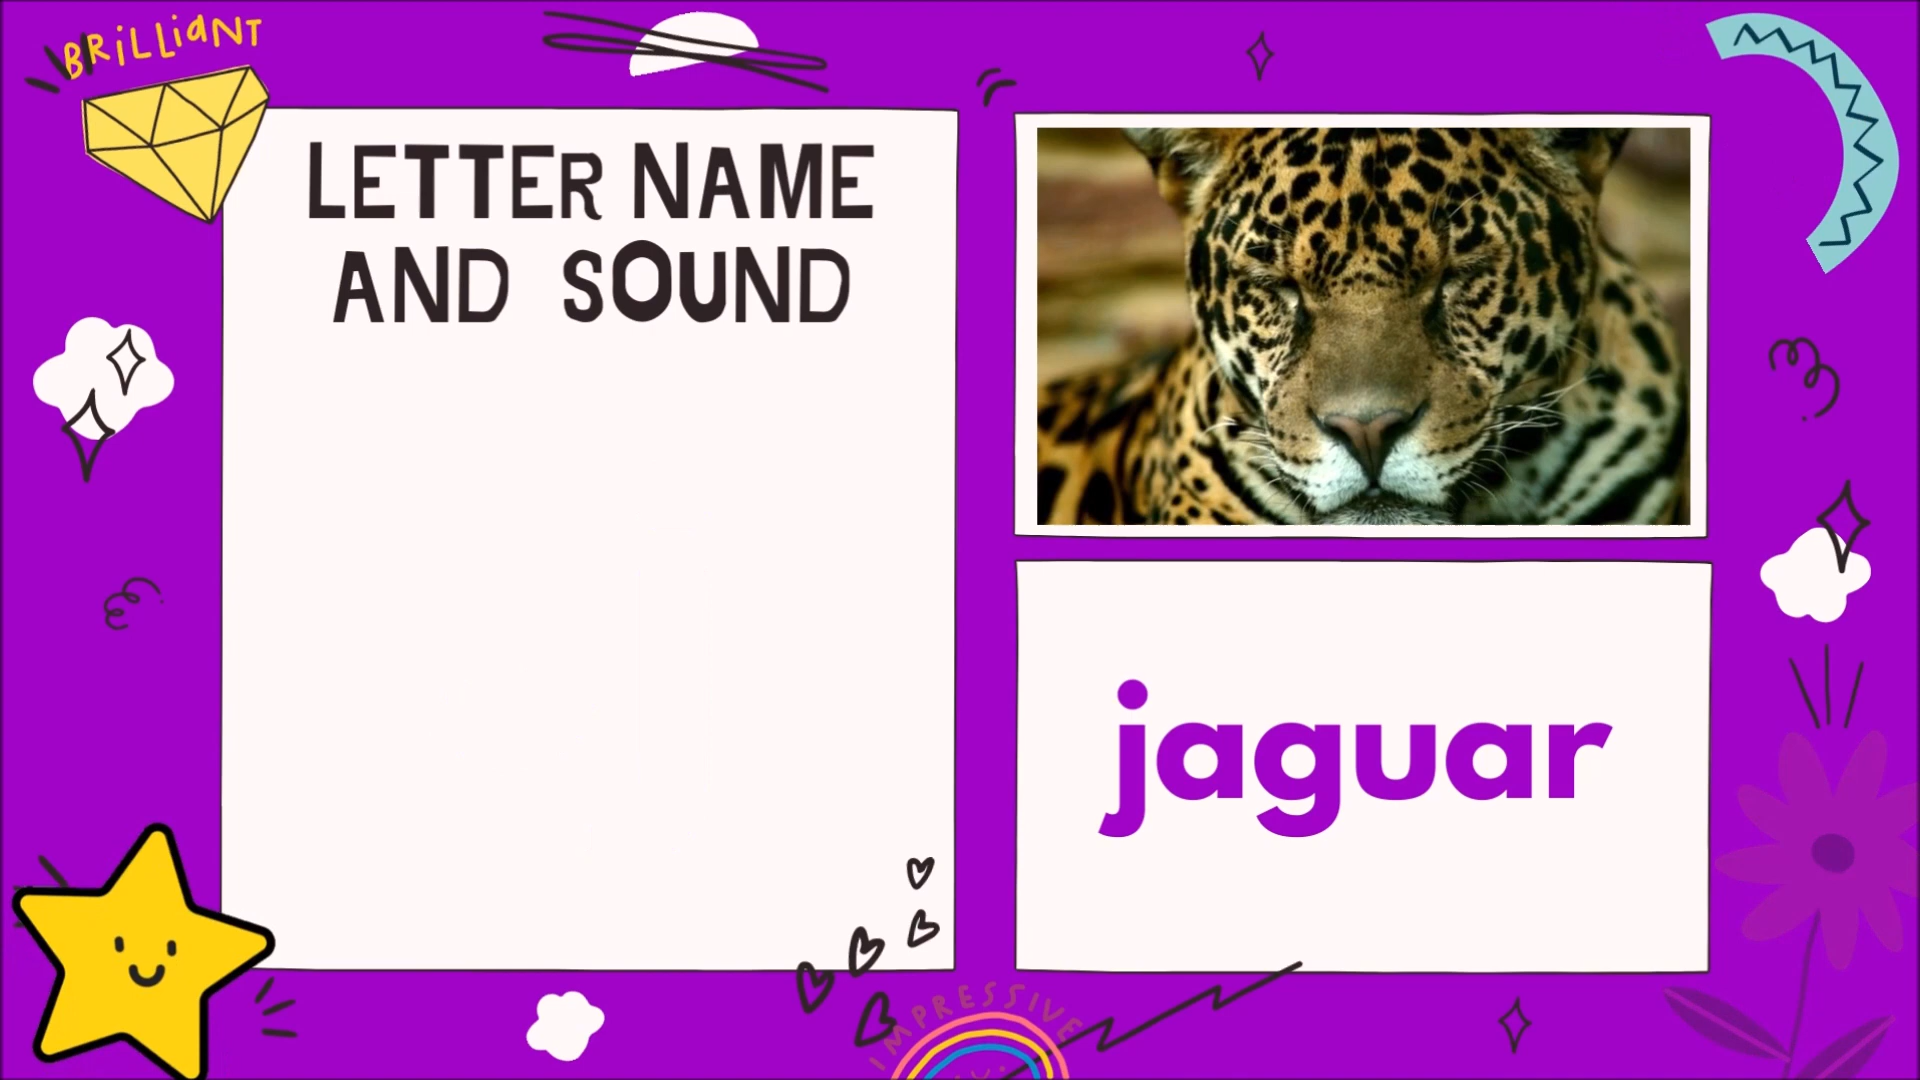 BRiLLiaNT
LETTER NAME
AND SOUND
jaguar
IMPRESSIVE